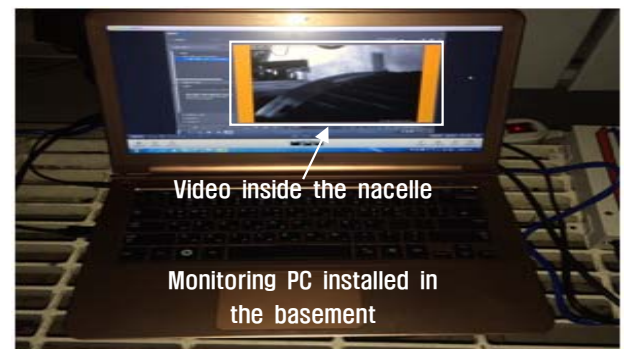 Video inside the nacelle
Monitoring PC installed in
the basement